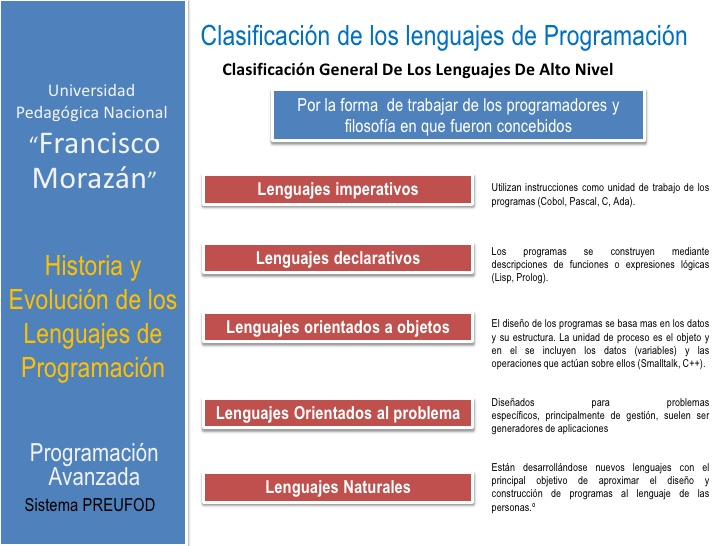 Universidad
Pedagógica Nacional
“Francisco
Morazán”
Historia y
Evolución de los
Lenguajes de
Programación
Programación
Avanzada
Sistema PREUFOD
Clasificación de los lenguajes de Programación
Clasificación General De Los Lenguajes De Alto Nivel
Por la forma de trabajar de los programadores y
filosofía en que fueron concebidos
Lenguajes imperativos
Utilizan instrucciones como unidad de trabajo de los
programas (Cobol, Pascal, C, Ada).
Lenguajes declarativos
Los programas se construyen mediante
descripciones de funciones o expresiones lógicas
(Lisp, Prolog).
Lenguajes orientados a objetos
El diseño de los programas se basa mas en los datos
y su estructura. La unidad de proceso es el objeto y
en el se incluyen los datos (variables) y las
operaciones que actúan sobre ellos (Smalltalk, C++).
Lenguajes Orientados al problema
Diseñados para problemas
específicos, principalmente de gestión, suelen ser
generadores de aplicaciones
Lenguajes Naturales
Están desarrollándose nuevos lenguajes con el
principal objetivo de aproximar el diseño y
construcción de programas al lenguaje de las
personas.º